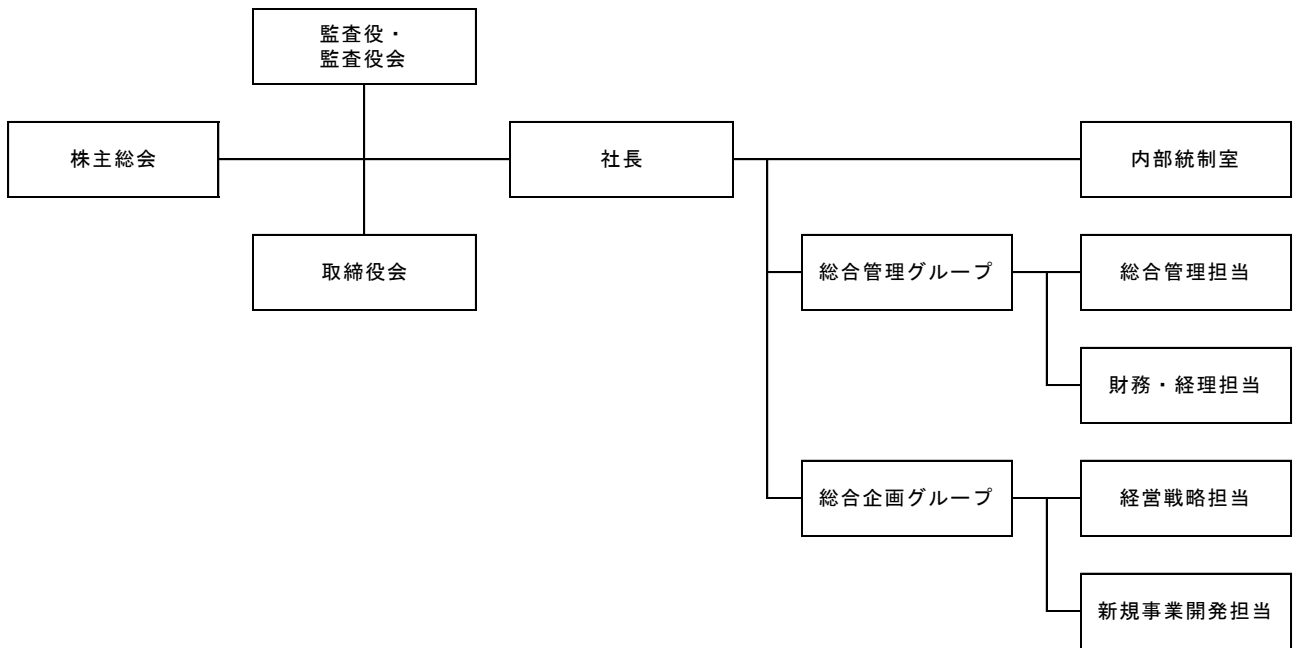 監査役・
監査役会
株主総会
社長
内部統制室
取締役会
総合管理グループ
総合管理担当
財務・経理担当
総合企画グループ
経営戦略担当
新規事業開発担当